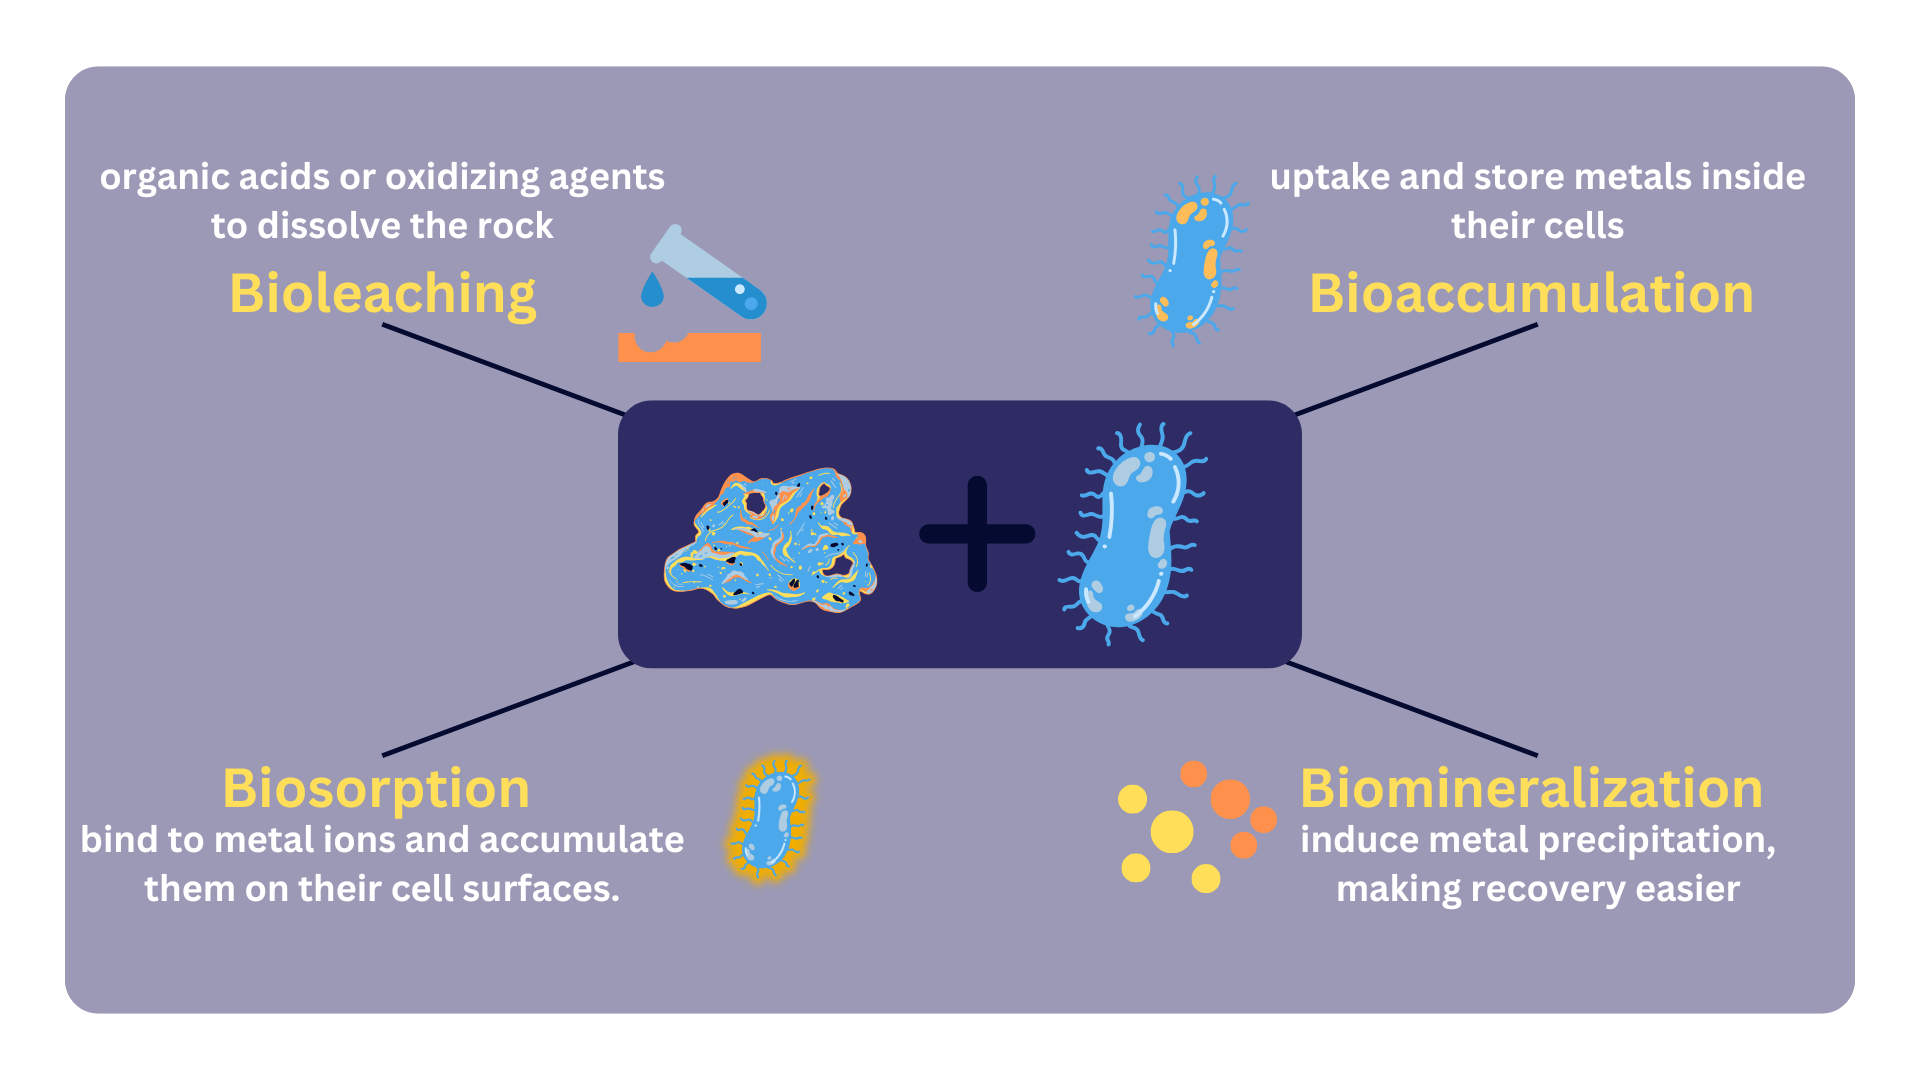 organic acids or oxidizing agents
to dissolve the rock
Bioleaching
uptake and store metals inside
their cells
Bioaccumulation
Biosorption
bind to metal ions and accumulate
them on their cell surfaces.
Biomineralization
induce metal precipitation,
making recovery easier